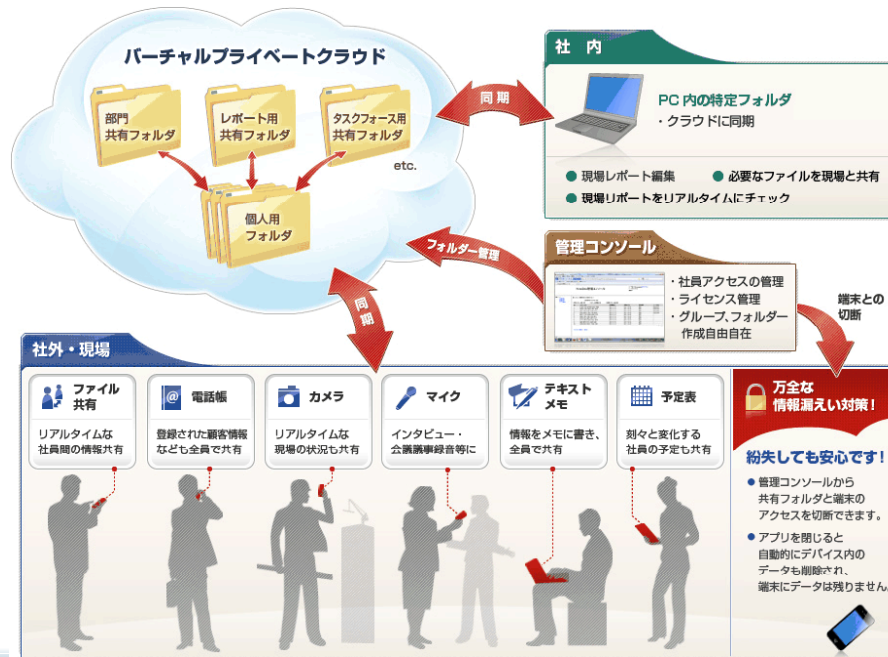 バーチャルプライベートクラウド
部門
共有フォルダ
レポート用
共有フォルダ
タスクフォース用
共有フォルダ
etc.
個人用
フォルダ
同期
社 内
PC 内の特定フォルダ
・クラウドに同期
● 現場レポート編集
● 必要なファイルを現場と共有
● 現場リポートをリアルタイムにチェック
フォルダー管理
管理コンソール
・社員アクセスの管理
・ライセンス管理
・グループ、フォルダー
作成自由自在
端末との
切断
同期
社外・現場
ファイル
共有
リアルタイムな
社員間の情報共有
@
電話帳
登録された顧客情報
なども全員で共有
カメラ
リアルタイムな
現場の状況も共有
マイク
インタビュー・
会議議事録音等に
テキスト
メモ
情報をメモに書き、
全員で共有
予定表
刻々と変化する
社員の予定も共有
万全な
情報漏えい対策！
紛失しても安心です！
● 管理コンソールから
共有フォルダと端末の
アクセスを切断できます。
● アプリを閉じると
自動的にデバイス内の
データも削除され、
端末にデータは残りません。